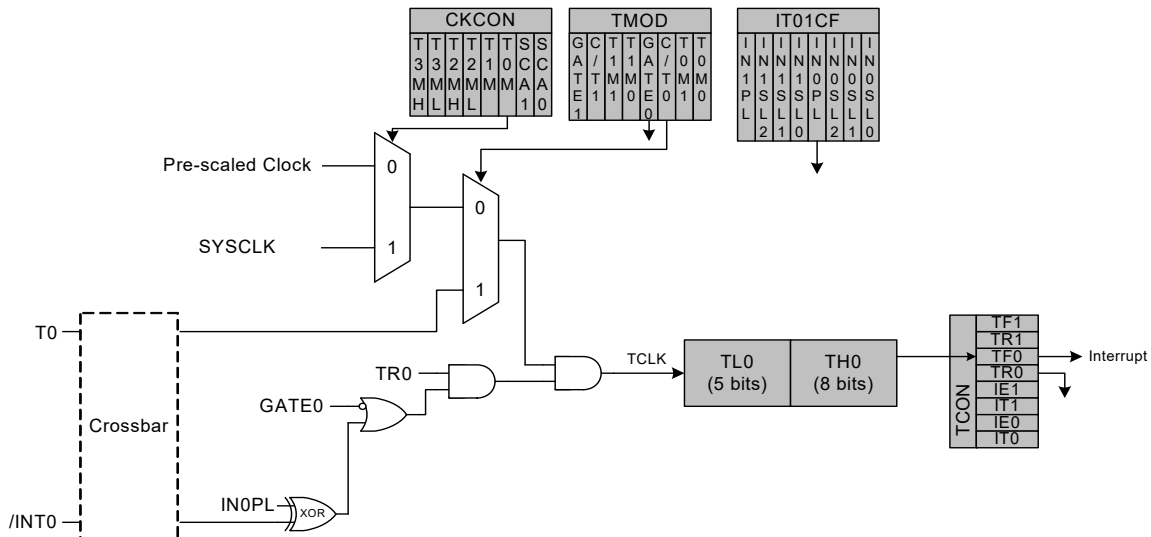 CKCON
T3MH
T3ML
T2MH
T2ML
T1M
T0M
SCA1
SCA0
TMOD
GATE1
C/T1
T1M1
T1M0
GATE0
C/T0
T0M1
T0M0
IT01CF
IN1PL
IN1SL2
IN1SL1
IN1SL0
IN0PL
IN0SL2
IN0SL1
IN0SL0
Pre-scaled Clock
0
SYSCLK
1
0
1
T0
Crossbar
/INT0
TR0
GATE0
IN0PL
XOR
TCLK
TL0
(5 bits)
TH0
(8 bits)
TCON
TF1
TR1
TF0
TR0
IE1
IT1
IE0
IT0
Interrupt